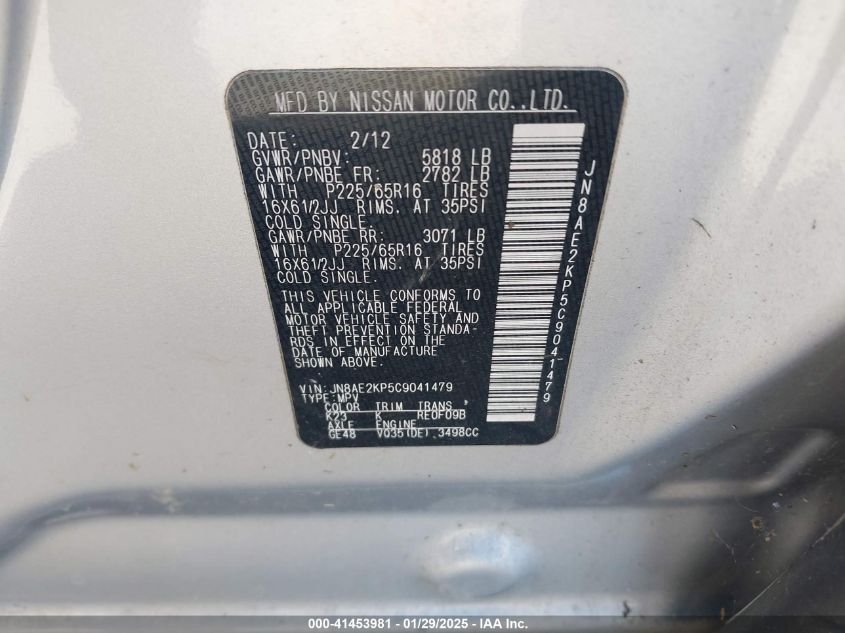 MFD BY NISSAN MOTOR CO.,LTD.
DATE: 2/12
GVWR/PNBV: 5818 LB
GAWR/PNBE FR: 2782 LB
WITH P225/65R16 TIRES
16X61/2JJ RIMS. AT 35PSI
COLD SINGLE.
GAWR/PNBE RR: 3071 LB
WITH P225/65R16 TIRES
16X61/2JJ RIMS. AT 35PSI
COLD SINGLE.
THIS VEHICLE CONFORMS TO
ALL APPLICABLE FEDERAL
MOTOR VEHICLE SAFETY AND
THEFT PREVENTION STANDA-
RDS IN EFFECT ON THE
DATE OF MANUFACTURE
SHOWN ABOVE.
VIN: JN8AE2KP5C9041479
TYPE: MPV
COLOR TRIM TRANS
K23 K RE0F09B
AXLE ENGINE
GE48 VQ35(DE) 3498CC
JN8AE2KP5C9041479
000-41453981 / 01/29/2025 - IAA Inc.